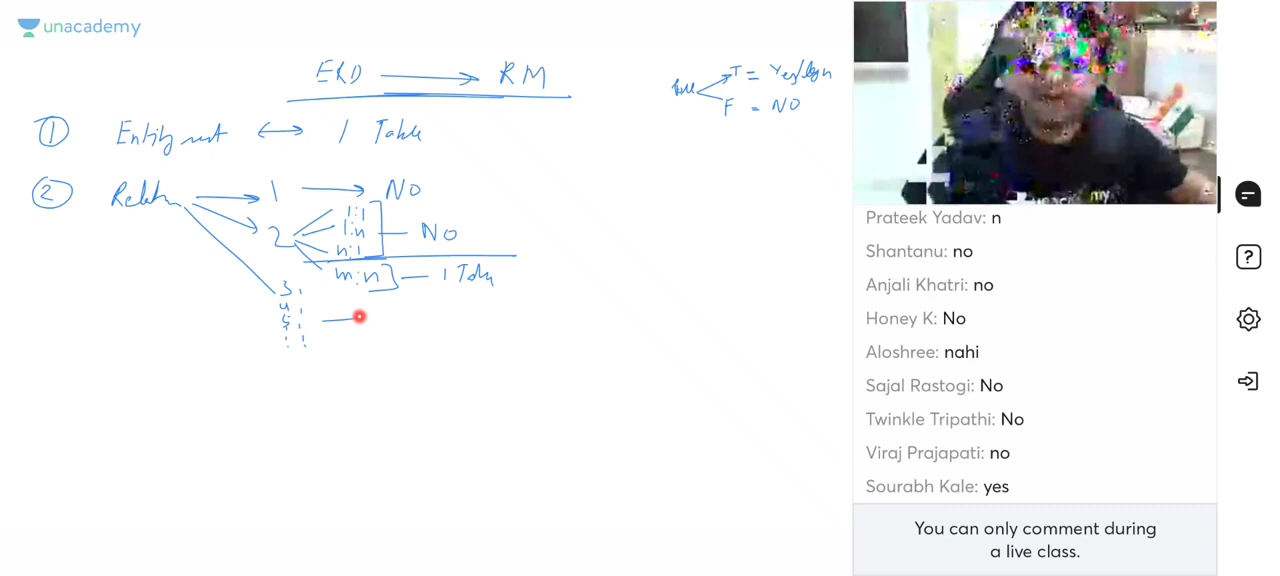 unacademy
ERD → RM
① Entity set ↔ 1 Table
② Relation → 1 → NO
2
1:1
1:n
n:1
NO
m:n — 1 Table
3
4
5
T = Yes/
F = NO
Prateek Yadav: n
Shantanu: no
Anjali Khatri: no
Honey K: No
Aloshree: nahi
Sajal Rastogi: No
Twinkle Tripathi: No
Viraj Prajapati: no
Sourabh Kale: yes
You can only comment during
a live class.